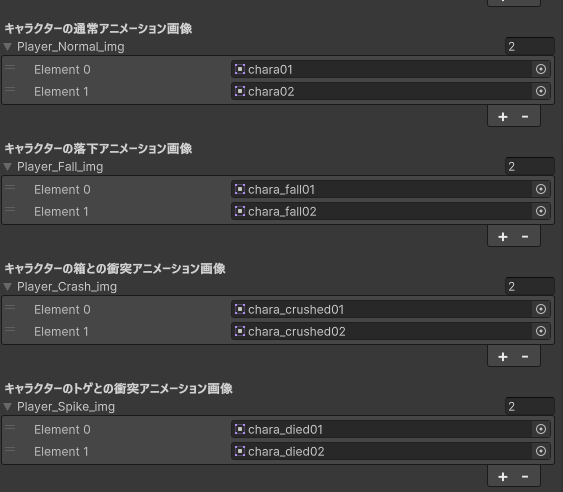 キャラクターの通常アニメーション画像
Player_Normal_img 2
Element 0 chara01
Element 1 chara02
+ -
キャラクターの落下アニメーション画像
Player_Fall_img 2
Element 0 chara_fall01
Element 1 chara_fall02
+ -
キャラクターの箱との衝突アニメーション画像
Player_Crash_img 2
Element 0 chara_crushed01
Element 1 chara_crushed02
+ -
キャラクターのトゲとの衝突アニメーション画像
Player_Spike_img 2
Element 0 chara_died01
Element 1 chara_died02
+ -